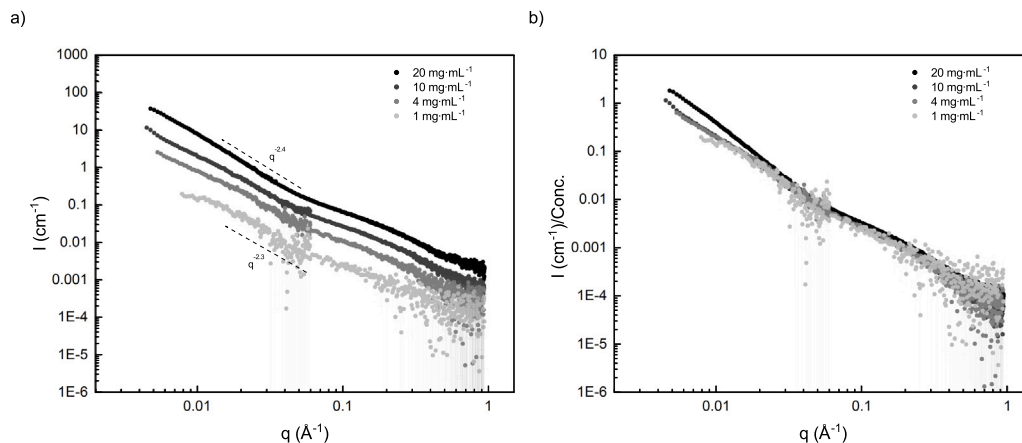 a)
1000
100
10
1
0.1
0.01
0.001
1E-4
1E-5
1E-6
I (cm⁻¹)
20 mg·mL⁻¹
10 mg·mL⁻¹
4 mg·mL⁻¹
1 mg·mL⁻¹
q⁻²·⁴
q⁻²·³
0.01 0.1 1
q (Å⁻¹)
b)
10
1
0.1
0.01
0.001
1E-4
1E-5
1E-6
I (cm⁻¹)/Conc.
20 mg·mL⁻¹
10 mg·mL⁻¹
4 mg·mL⁻¹
1 mg·mL⁻¹
0.01 0.1 1
q (Å⁻¹)